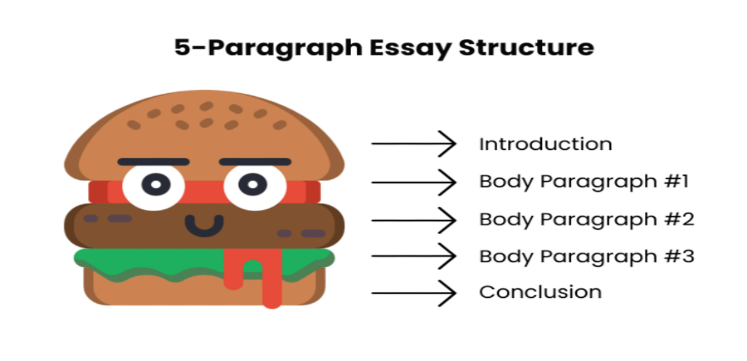 5-Paragraph Essay Structure
Introduction
Body Paragraph #1
Body Paragraph #2
Body Paragraph #3
Conclusion